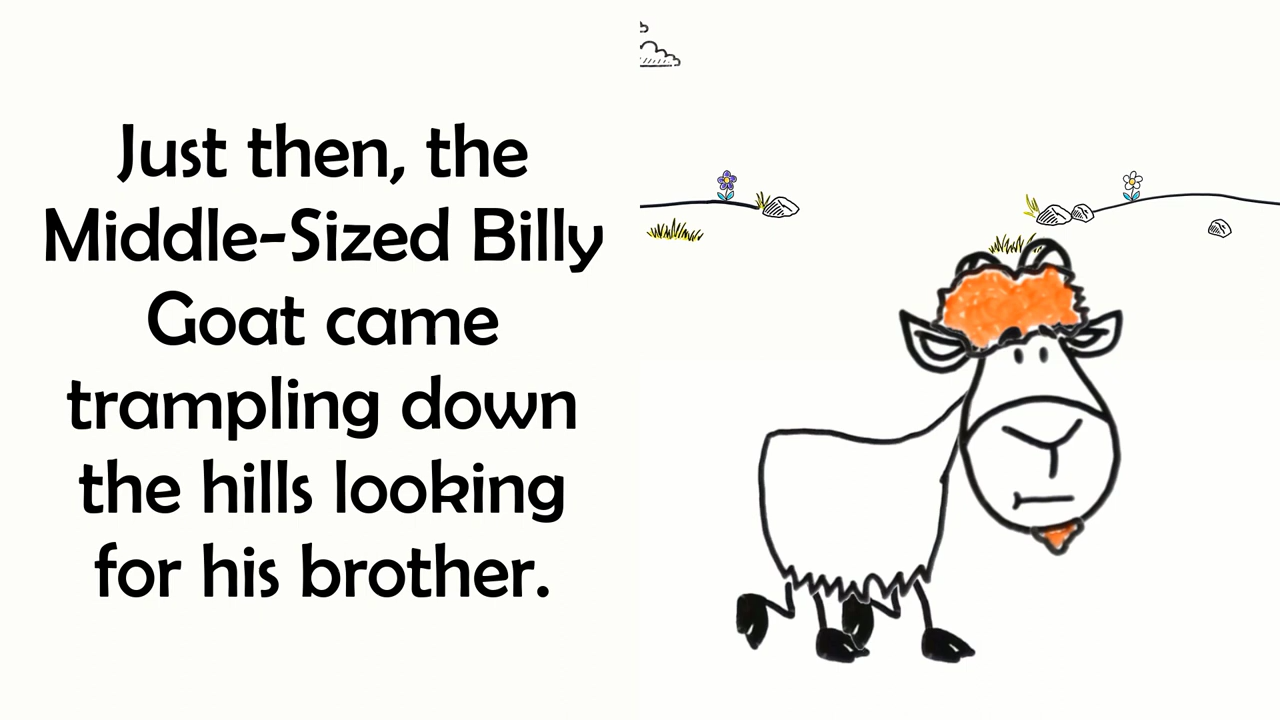 Just then, the
Middle-Sized Billy
Goat came
trampling down
the hills looking
for his brother.